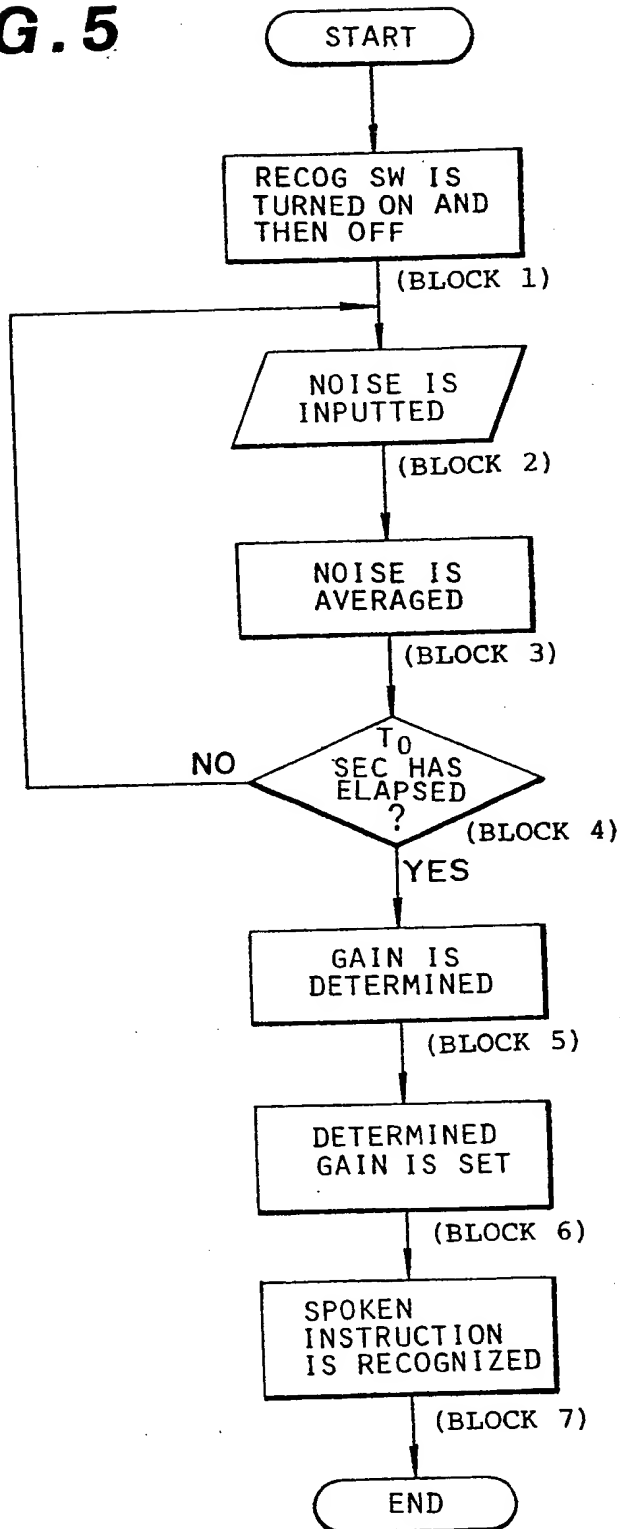 G.5
START
RECOG SW IS
TURNED ON AND
THEN OFF
(BLOCK 1)
NOISE IS
INPUTTED
(BLOCK 2)
NOISE IS
AVERAGED
(BLOCK 3)
T0
SEC HAS
ELAPSED
?
NO
(BLOCK 4)
YES
GAIN IS
DETERMINED
(BLOCK 5)
DETERMINED
GAIN IS SET
(BLOCK 6)
SPOKEN
INSTRUCTION
IS RECOGNIZED
(BLOCK 7)
END